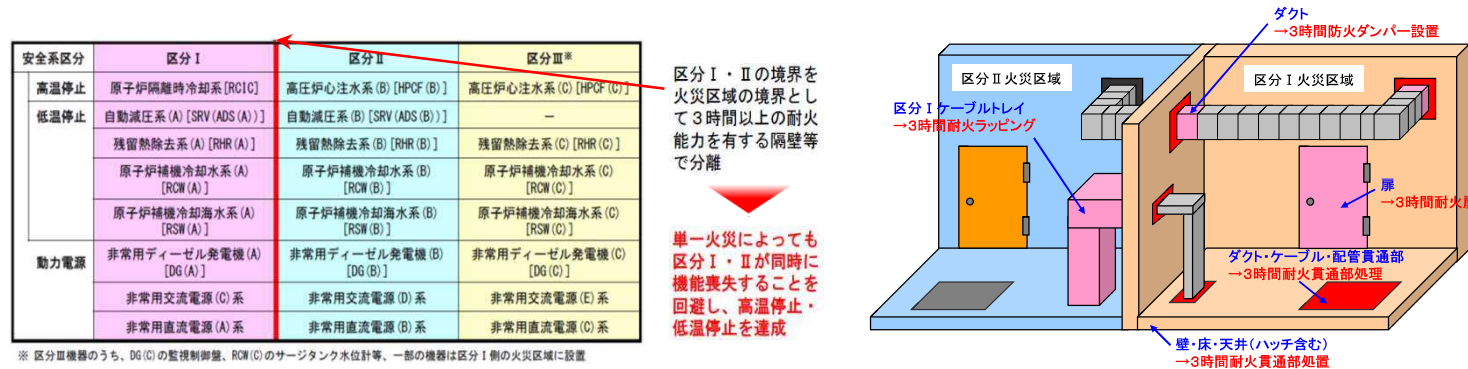 安全系区分 区分Ⅰ 区分Ⅱ 区分Ⅲ※
高温停止 原子炉隔離時冷却系[RCIC] 高圧炉心注水系(B)[HPCF(B)] 高圧炉心注水系(C)[HPCF(C)]
低温停止 自動減圧系(A)[SRV(ADS(A))] 自動減圧系(B)[SRV(ADS(B))] －
残留熱除去系(A)[RHR(A)] 残留熱除去系(B)[RHR(B)] 残留熱除去系(C)[RHR(C)]
原子炉補機冷却水系(A) 原子炉補機冷却水系(B) 原子炉補機冷却水系(C)
[RCW(A)] [RCW(B)] [RCW(C)]
原子炉補機冷却海水系(A) 原子炉補機冷却海水系(B) 原子炉補機冷却海水系(C)
[RSW(A)] [RSW(B)] [RSW(C)]
動力電源 非常用ディーゼル発電機(A) 非常用ディーゼル発電機(B) 非常用ディーゼル発電機(C)
[DG(A)] [DG(B)] [DG(C)]
非常用交流電源(C)系 非常用交流電源(D)系 非常用交流電源(E)系
非常用直流電源(A)系 非常用直流電源(B)系 非常用直流電源(C)系
※ 区分Ⅲ機器のうち、DG(C)の監視制御盤、RCW(C)のサージタンク水位計等、一部の機器は区分Ⅰ側の火災区域に設置
区分Ⅰ・Ⅱの境界を
火災区域の境界とし
て3時間以上の耐火
能力を有する隔壁等
で分離
単一火災によっても
区分Ⅰ・Ⅱが同時に
機能喪失することを
回避し、高温停止・
低温停止を達成
ダクト
→3時間防火ダンパー設置
区分Ⅱ火災区域
区分Ⅰ火災区域
区分Ⅰケーブルトレイ
→3時間耐火ラッピング
扉
→3時間耐火扉
ダクト・ケーブル・配管貫通部
→3時間耐火貫通部処理
壁・床・天井(ハッチ含む)
→3時間耐火貫通部処置